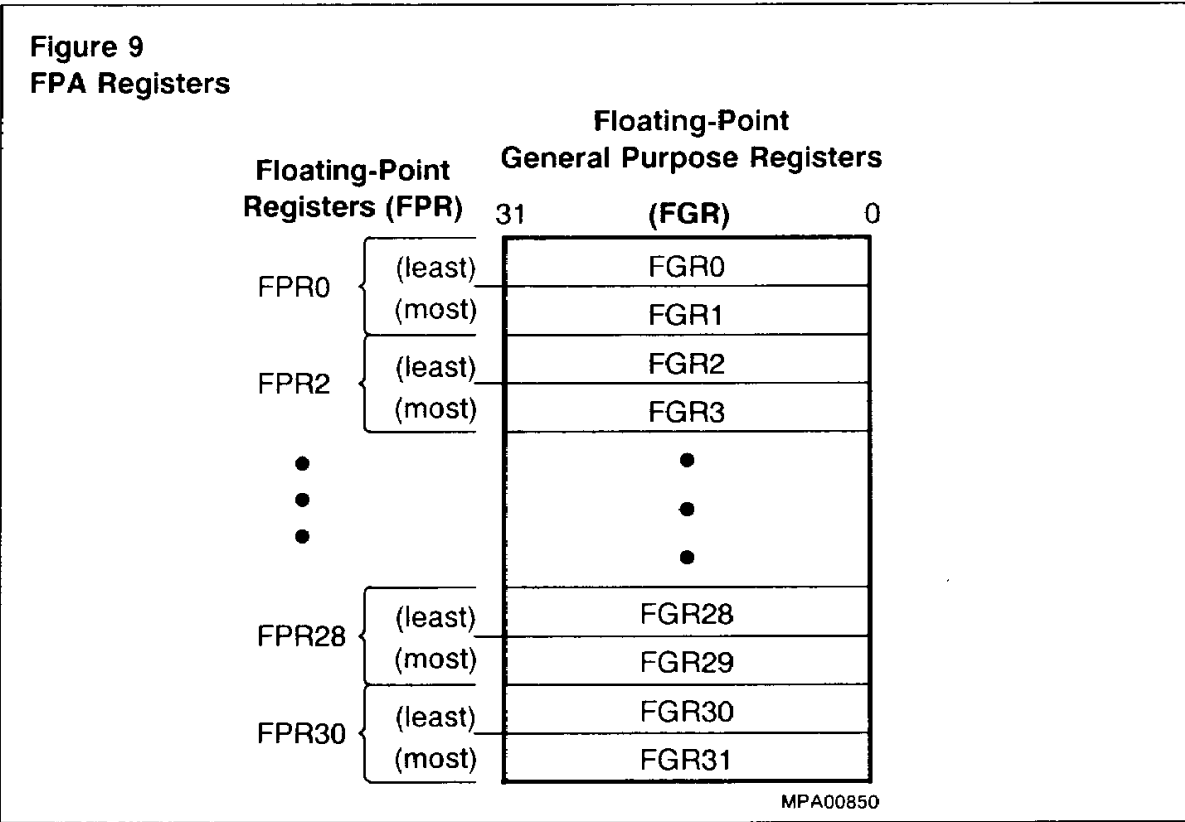 Figure 9
FPA Registers
Floating-Point
General Purpose Registers
Floating-Point
Registers (FPR)
31 (FGR) 0
FPR0
(least)
(most)
FGR0
FGR1
FPR2
(least)
(most)
FGR2
FGR3
FPR28
(least)
(most)
FGR28
FGR29
FPR30
(least)
(most)
FGR30
FGR31
MPA00850